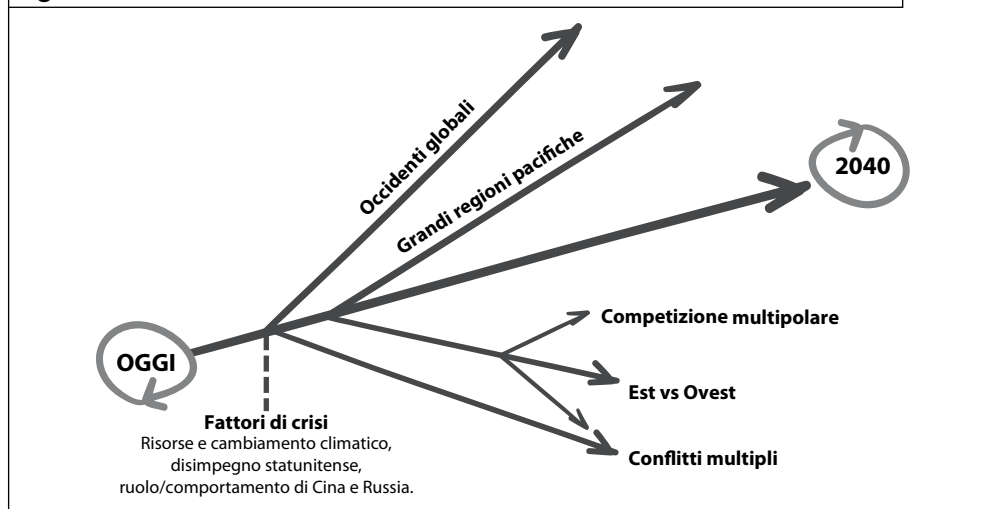 Occidenti globali
Grandi regioni pacifiche
2040
Competizione multipolare
OGGI
Est vs Ovest
Fattori di crisi
Risorse e cambiamento climatico,
disimpegno statunitense,
ruolo/comportamento di Cina e Russia.
Conflitti multipli